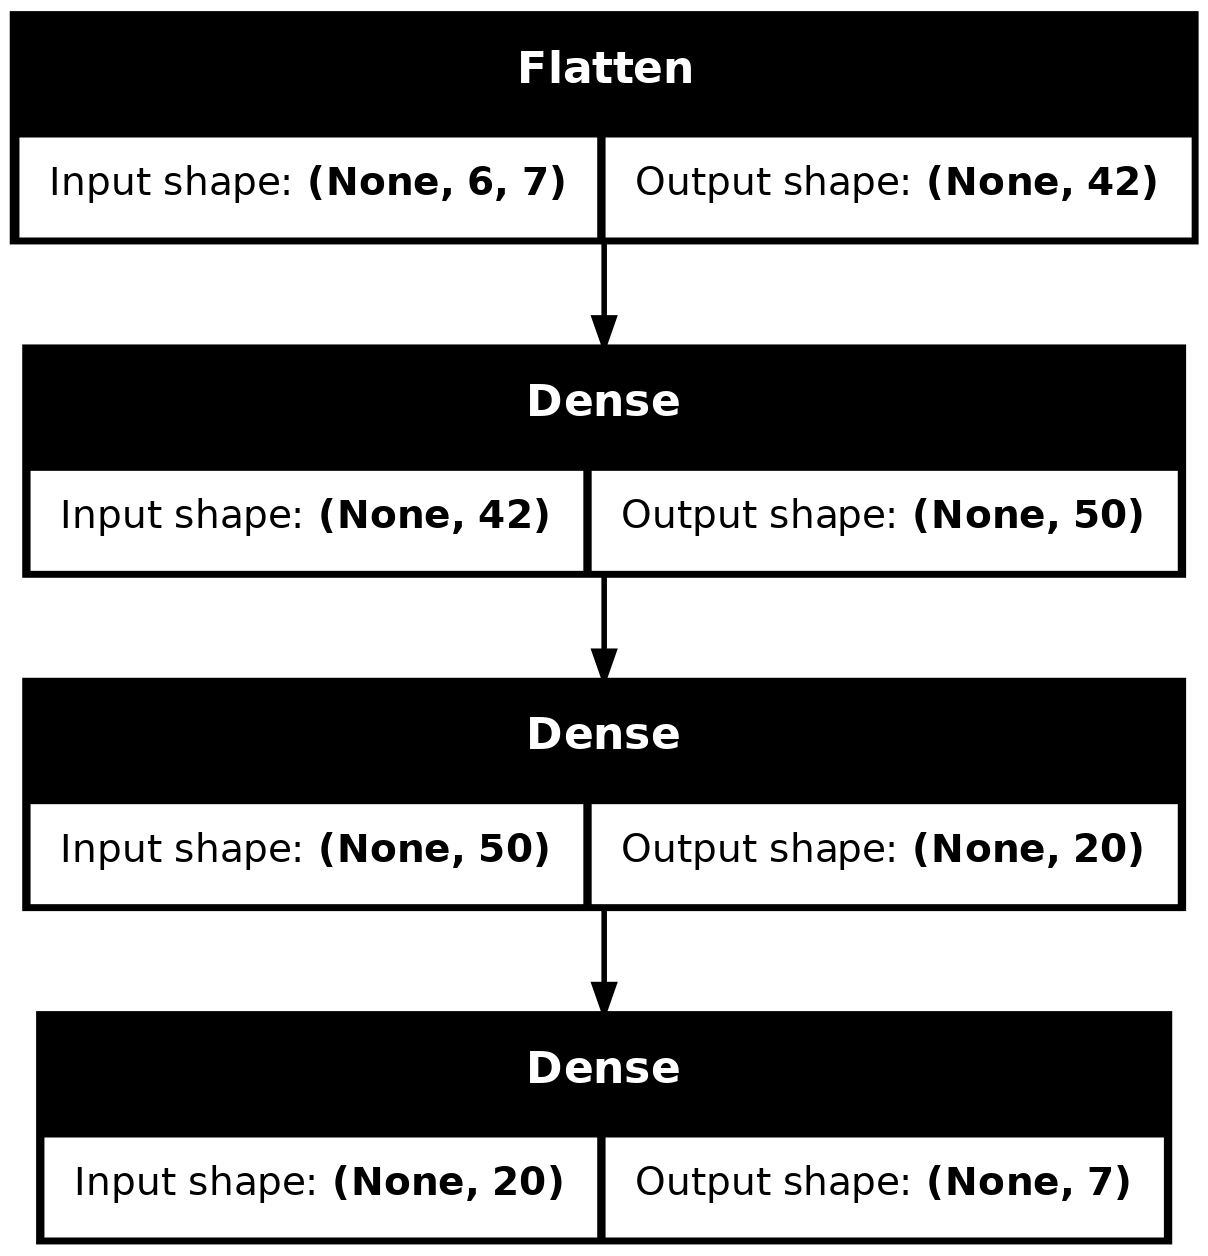 Flatten
Input shape: (None, 6, 7) Output shape: (None, 42)
Dense
Input shape: (None, 42) Output shape: (None, 50)
Dense
Input shape: (None, 50) Output shape: (None, 20)
Dense
Input shape: (None, 20) Output shape: (None, 7)